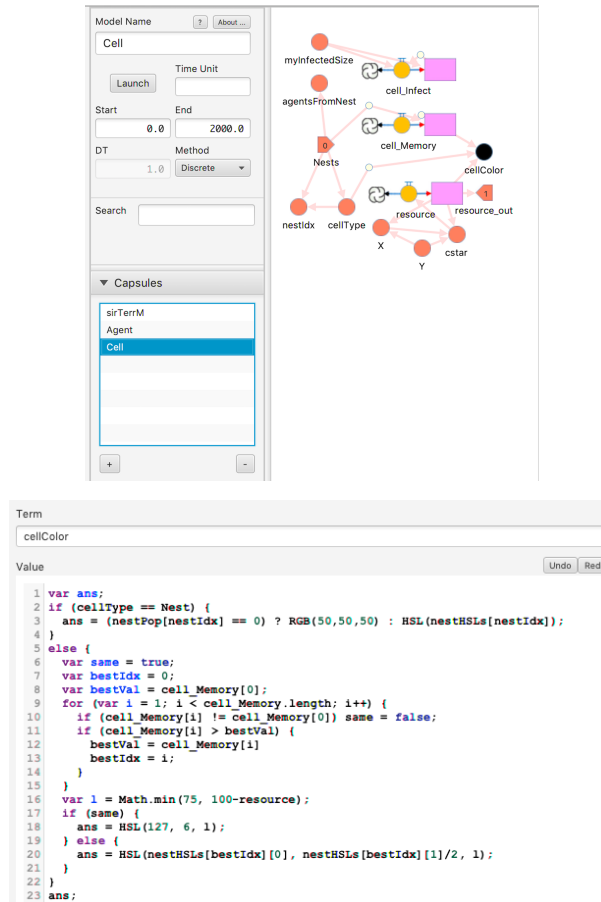 Model Name
?
About ...
Cell
Launch
Time Unit
Start
End
0.0
2000.0
DT
Method
1.0
Discrete
Search
Capsules
sirTerrM
Agent
Cell
+
-
myInfectedSize
cell_Infect
agentsFromNest
cell_Memory
0
Nests
cellColor
1
nestIdx
cellType
resource
resource_out
X
cstar
Y
Term
cellColor
Value
Undo
Red
1 var ans;
2 if (cellType == Nest) {
3 ans = (nestPop[nestIdx] == 0) ? RGB(50,50,50) : HSL(nestHSLs[nestIdx]);
4 }
5 else {
6 var same = true;
7 var bestIdx = 0;
8 var bestVal = cell_Memory[0];
9 for (var i = 1; i < cell_Memory.length; i++) {
10 if (cell_Memory[i] != cell_Memory[0]) same = false;
11 if (cell_Memory[i] > bestVal) {
12 bestVal = cell_Memory[i]
13 bestIdx = i;
14 }
15 }
16 var l = Math.min(75, 100-resource);
17 if (same) {
18 ans = HSL(127, 6, l);
19 } else {
20 ans = HSL(nestHSLs[bestIdx][0], nestHSLs[bestIdx][1]/2, l);
21 }
22 }
23 ans;